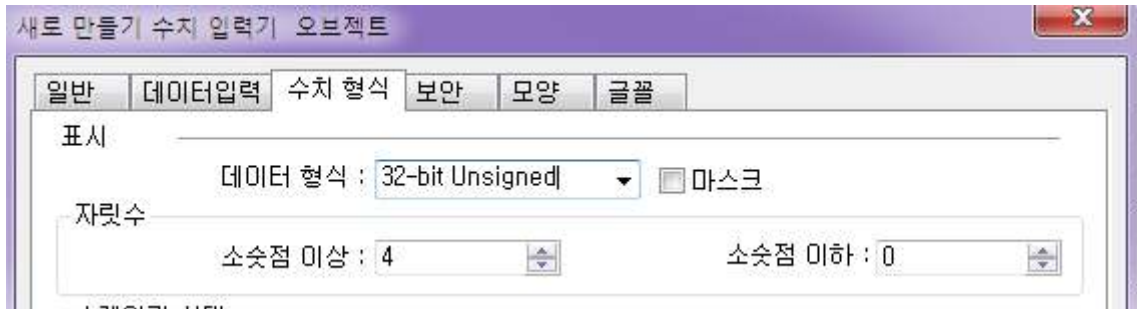 새로 만들기 수치 입력기 오브젝트
일반 데이터입력 수치 형식 보안 모양 글꼴
표시
데이터 형식 : 32-bit Unsigned 마스크
자릿수
소숫점 이상 : 4 소숫점 이하 : 0